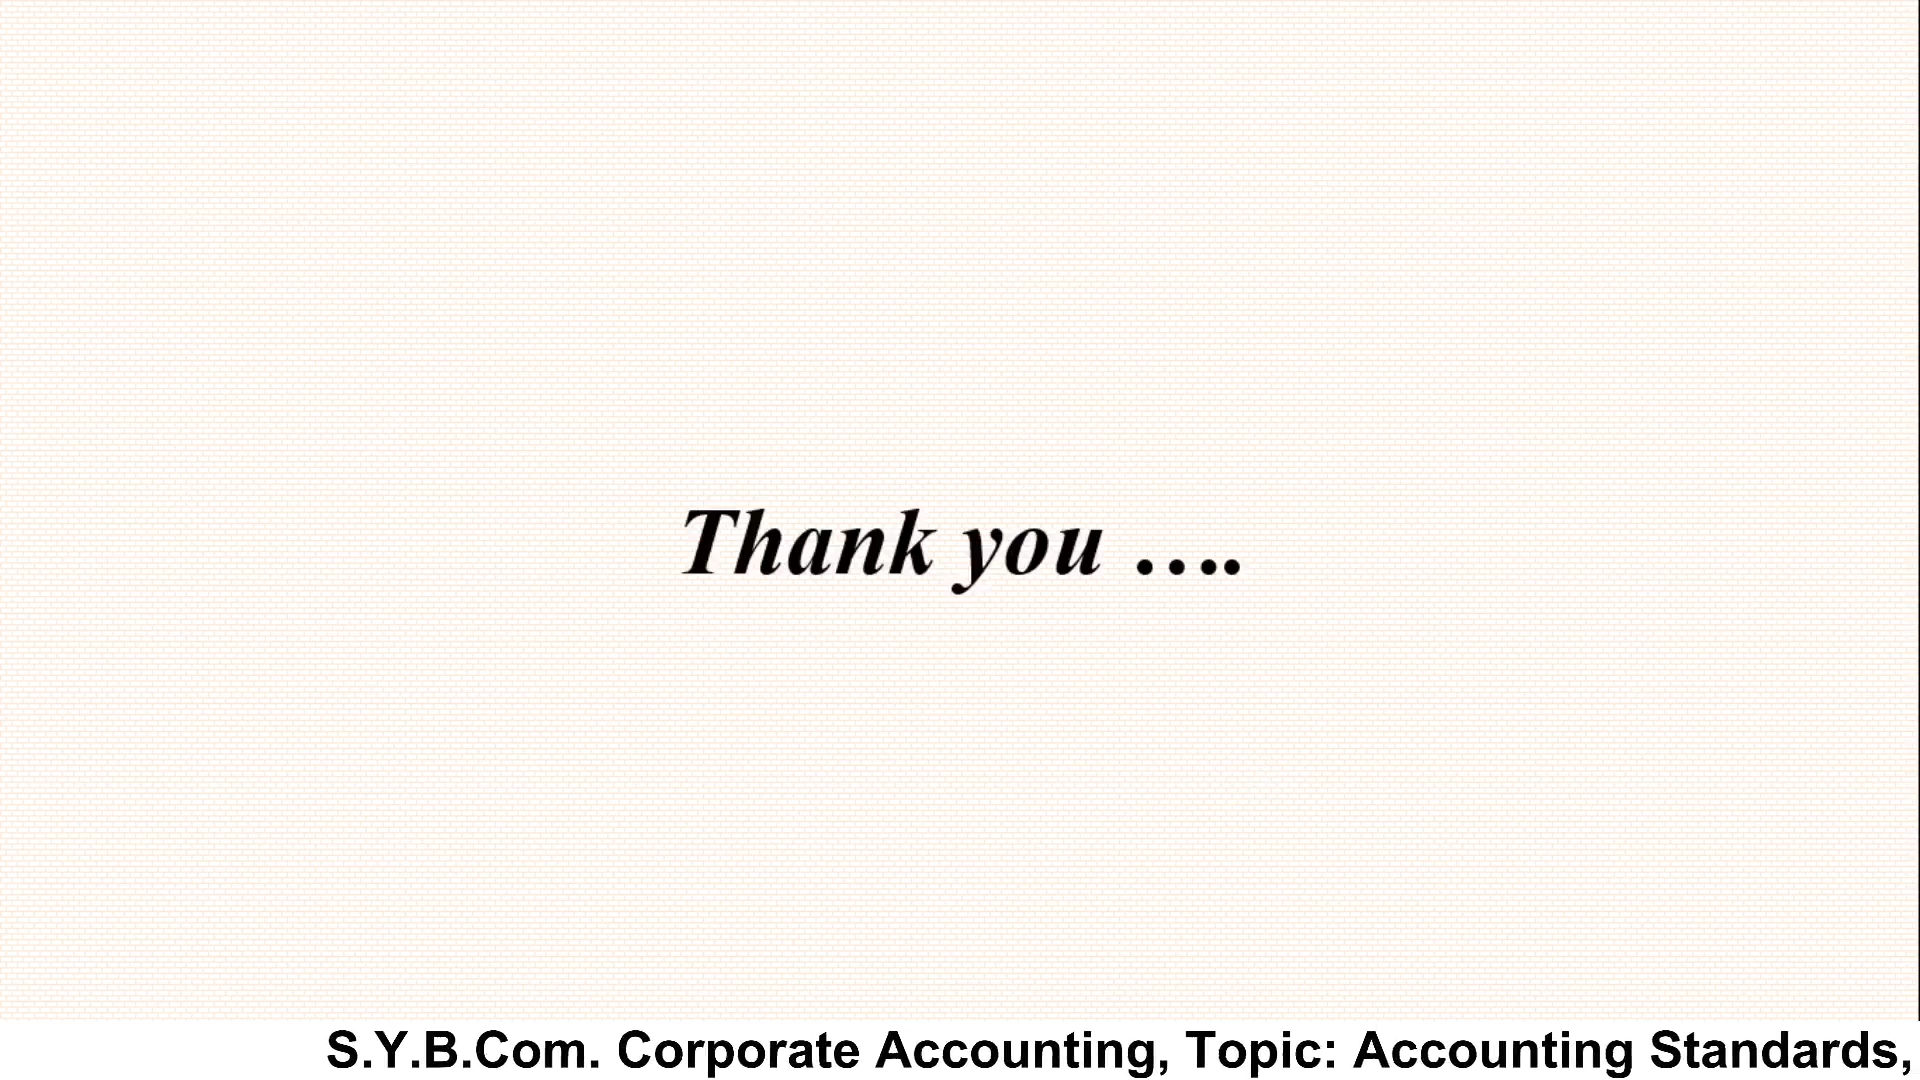 Thank you ….
S.Y.B.Com. Corporate Accounting, Topic: Accounting Standards,